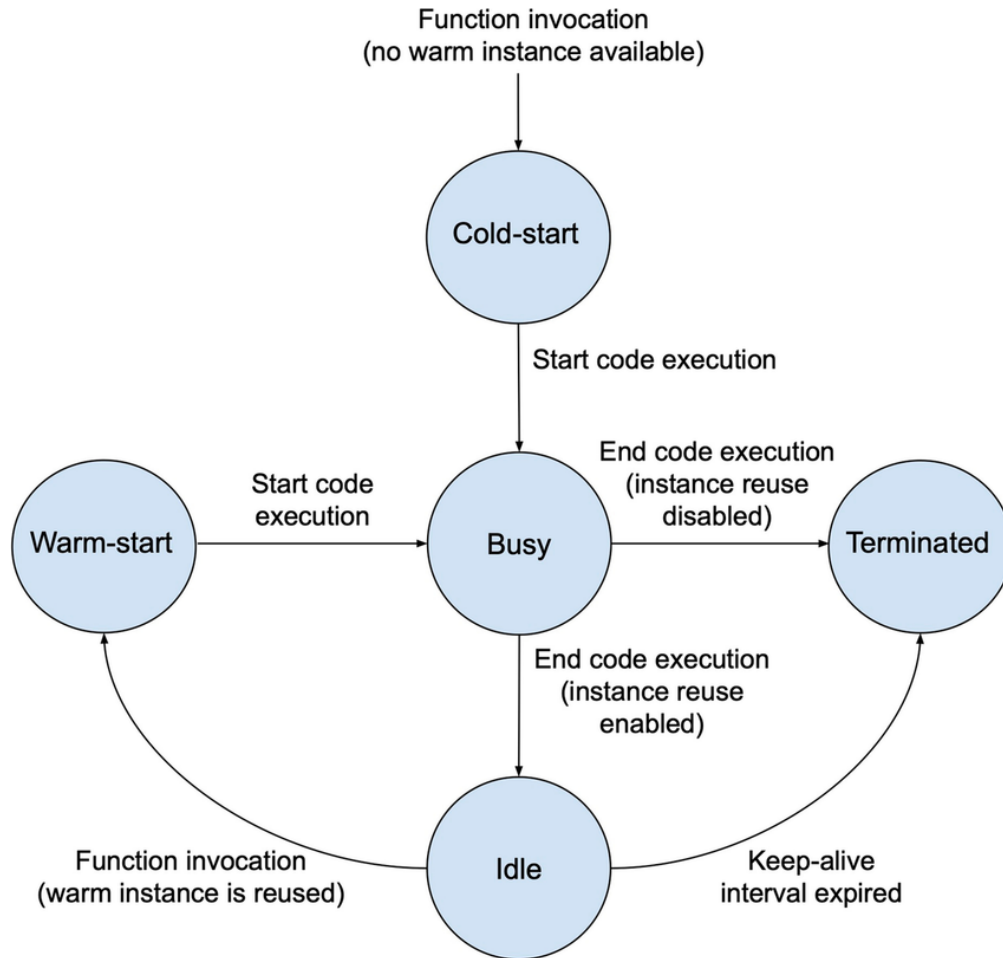 Function invocation
(no warm instance available)
Cold-start
Start code execution
Start code
execution
End code execution
(instance reuse
disabled)
Warm-start
Busy
Terminated
End code execution
(instance reuse
enabled)
Function invocation
(warm instance is reused)
Idle
Keep-alive
interval expired